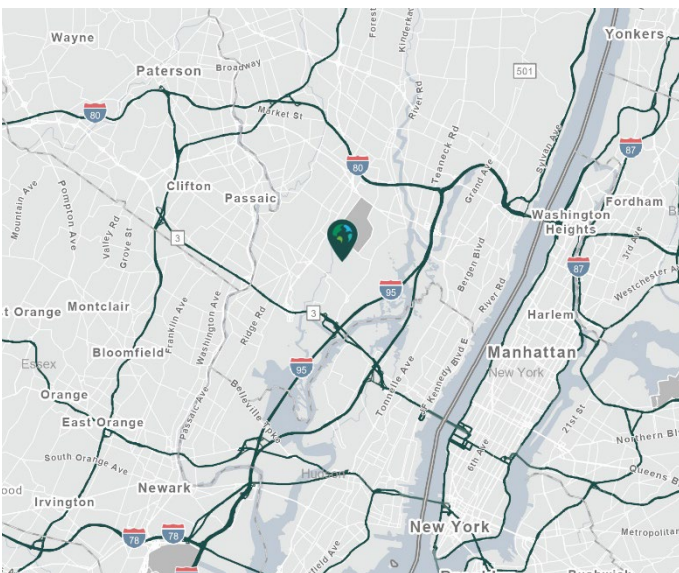 Wayne
Paterson
Broadway
Yonkers
501
River Rd
Market St
80
80
Teaneck Rd
Grand Ave
Sylvan Ave
87
Clifton
Passaic
Mountain Ave
Pompton Ave
Valley Rd
Grove St
3
Washington
Heights
Fordham
3rd Ave
87
Westchester A
Bergen Blvd
River Rd
95
3
Harlem
t Orange
Montclair
Franklin Ave
Washington Ave
Ridge Rd
Bloomfield
Essex
95
Manhattan
New York
JF Kennedy Blvd E
Tonnelle Ave
Orange
East Orange
Passaic Ave
Belleville Tpke
21st St
6th Ave
Northern Bl
South Orange Ave
Hudson
Queens B
ood
Irvington
Newark
78
78
New York
Metropolitan
field Ave